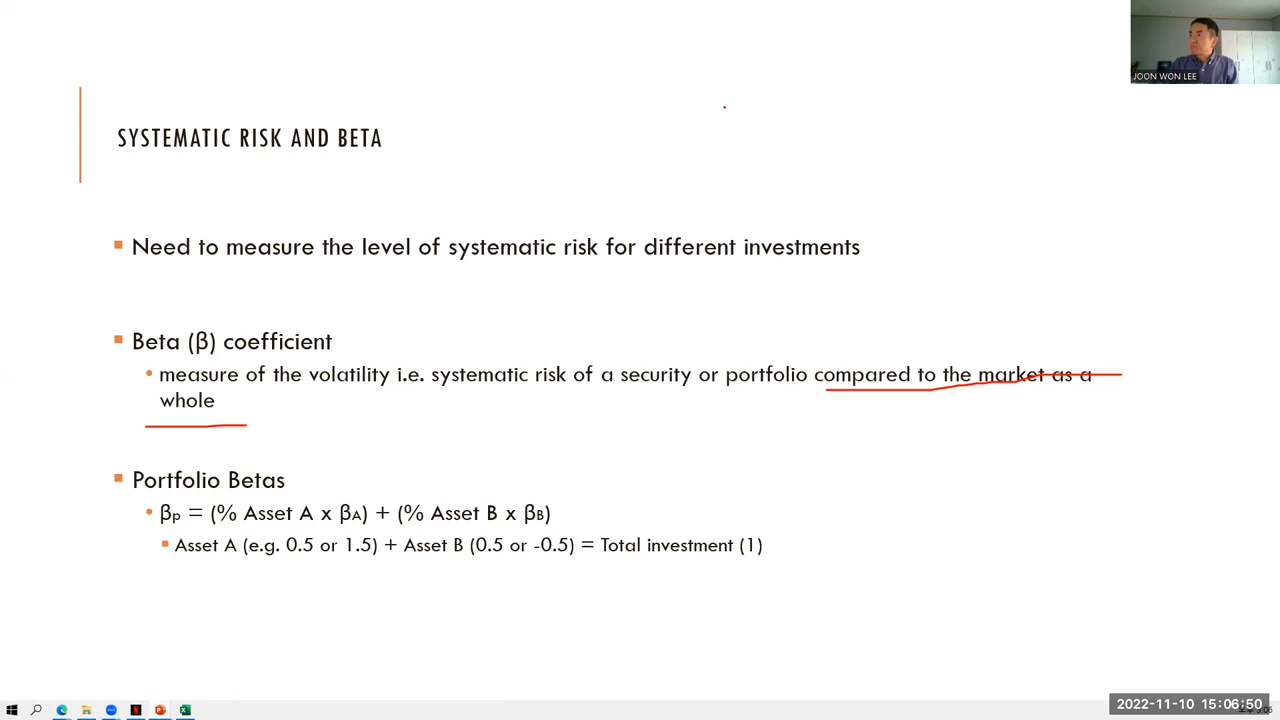 JOON WON LEE
SYSTEMATIC RISK AND BETA
Need to measure the level of systematic risk for different investments
Beta (β) coefficient
measure of the volatility i.e. systematic risk of a security or portfolio compared to the market as a
whole
Portfolio Betas
βp = (% Asset A x βA) + (% Asset B x βB)
Asset A (e.g. 0.5 or 1.5) + Asset B (0.5 or -0.5) = Total investment (1)
2022-11-10 15:06:50